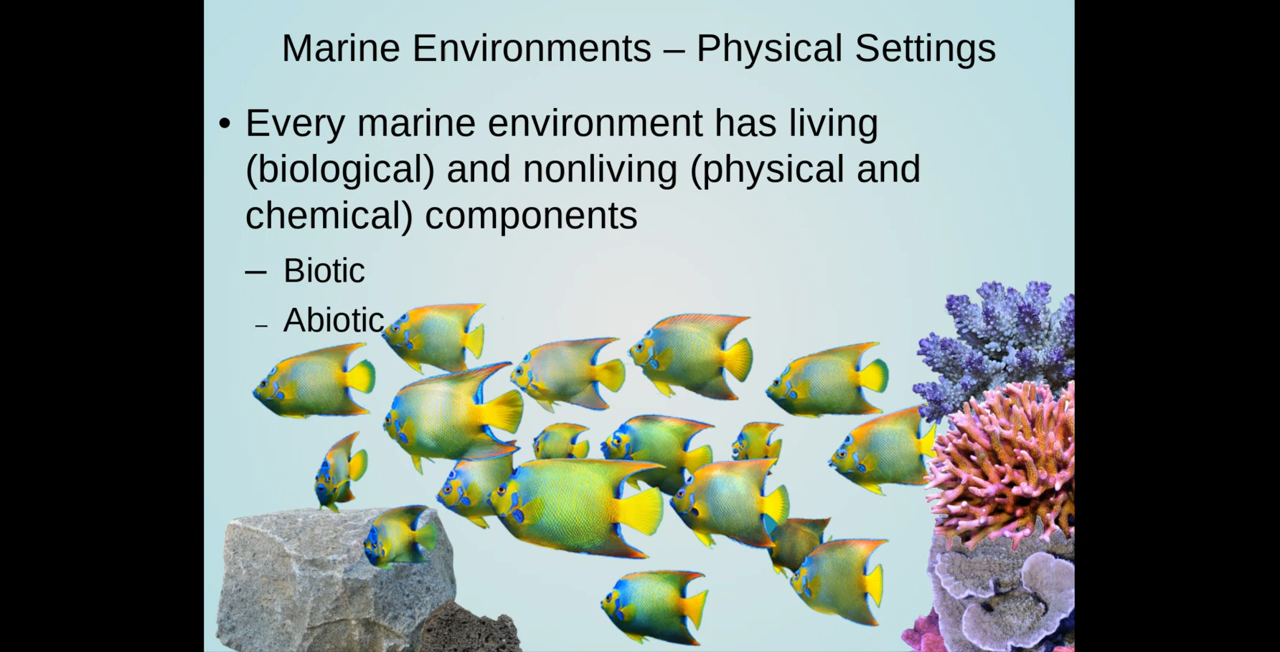 Marine Environments – Physical Settings
• Every marine environment has living
(biological) and nonliving (physical and
chemical) components
– Biotic
– Abiotic